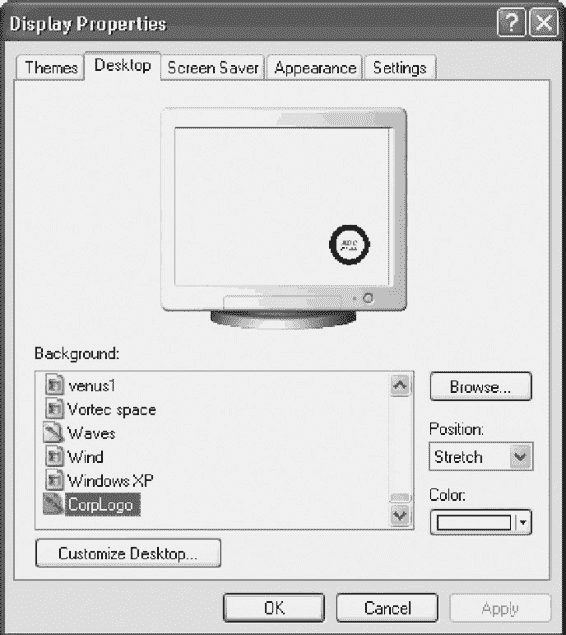 Display Properties
Themes Desktop Screen Saver Appearance Settings
Background:
venus1
Vortec space
Waves
Wind
Windows XP
CorpLogo
Browse...
Position:
Stretch
Color:
Customize Desktop...
OK Cancel Apply